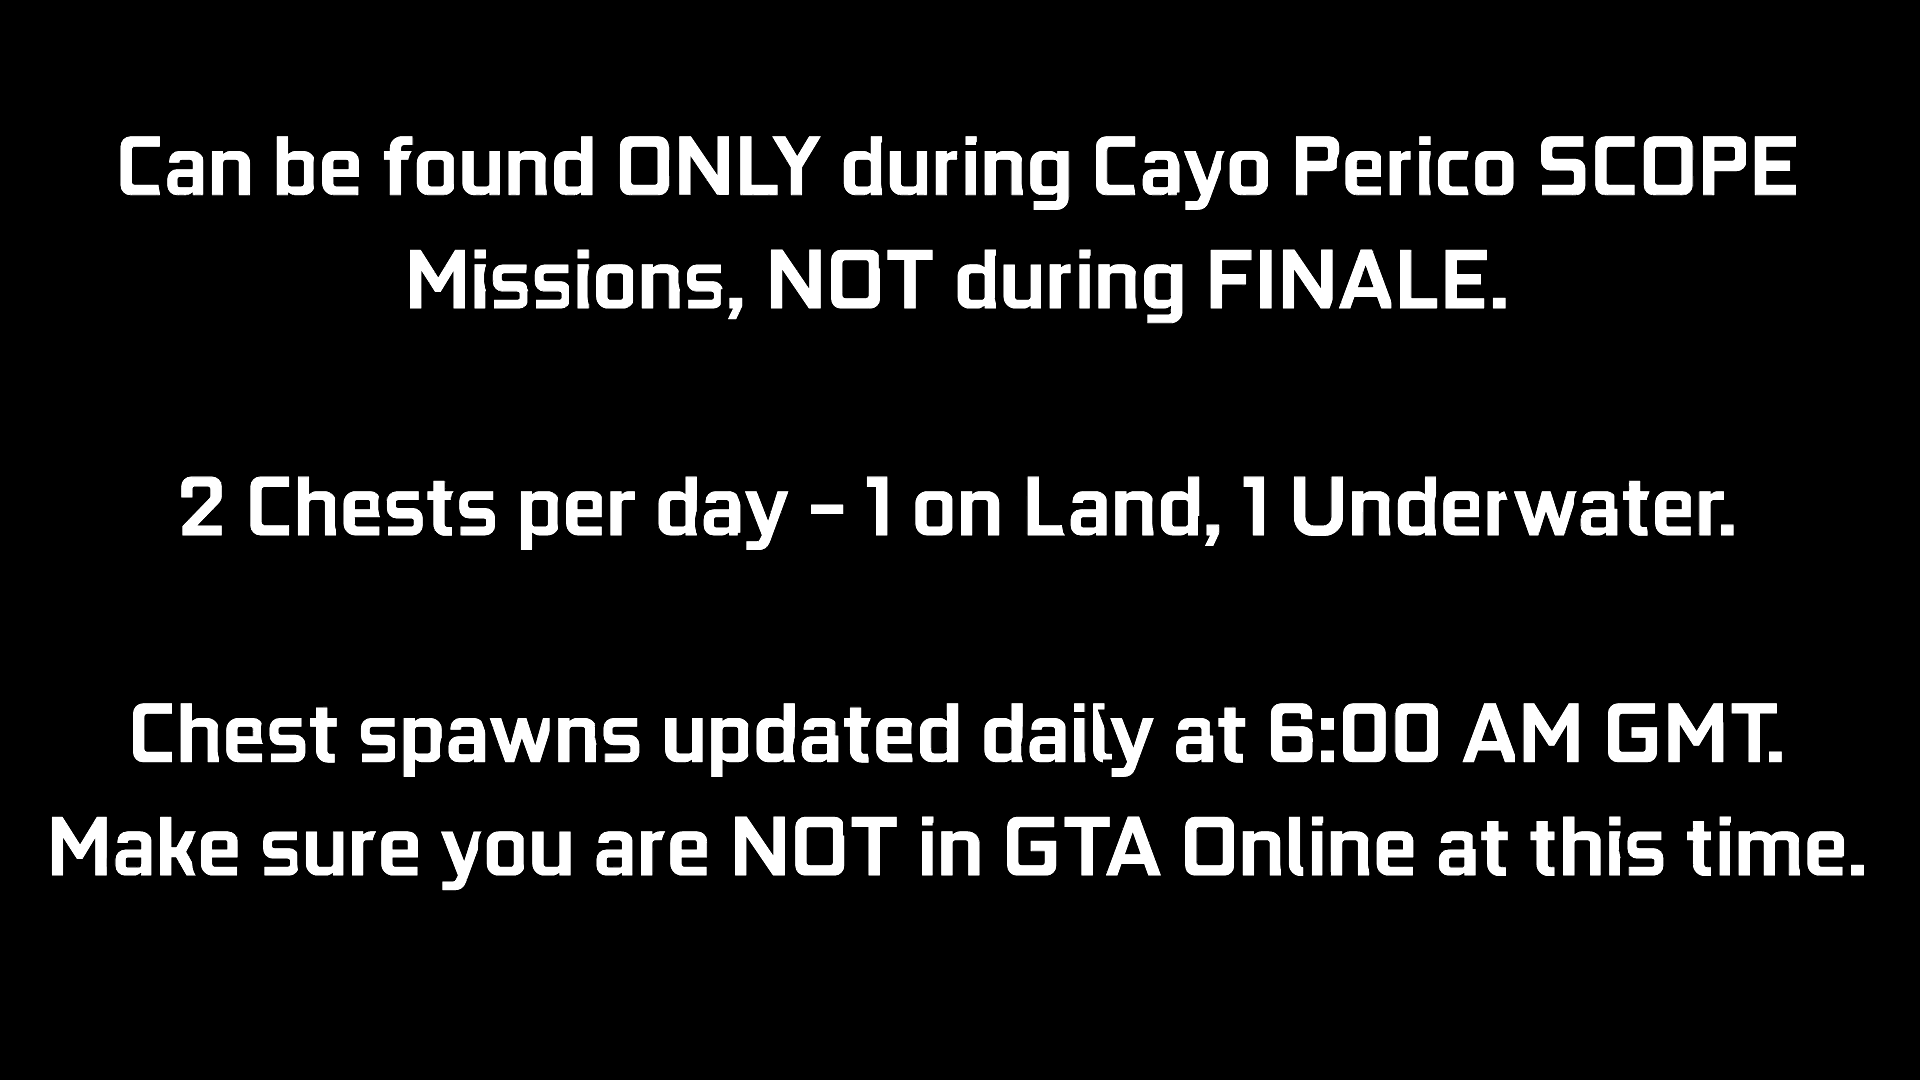 Can be found ONLY during Cayo Perico SCOPE
Missions, NOT during FINALE.
2 Chests per day – 1 on Land, 1 Underwater.
Chest spawns updated daily at 6:00 AM GMT.
Make sure you are NOT in GTA Online at this time.